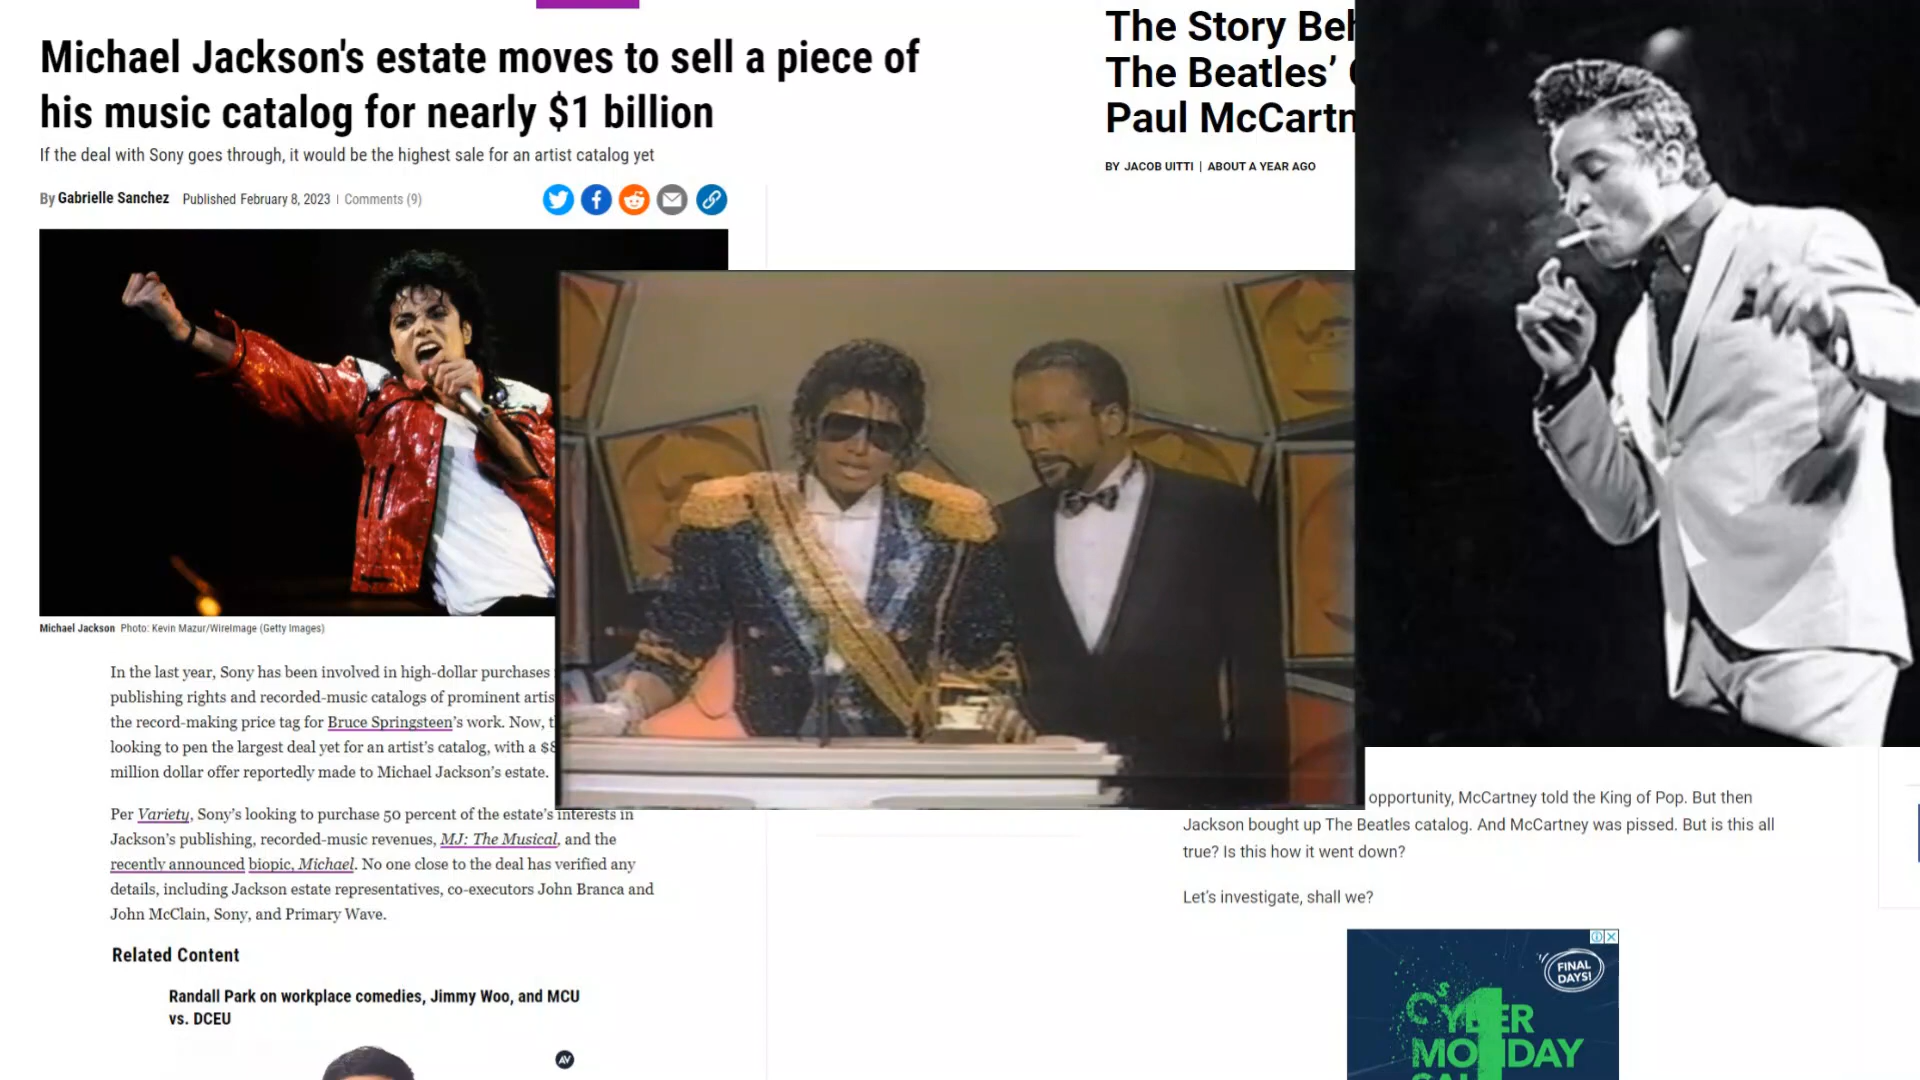 Michael Jackson's estate moves to sell a piece of
his music catalog for nearly $1 billion
If the deal with Sony goes through, it would be the highest sale for an artist catalog yet
By Gabrielle Sanchez Published February 8, 2023 | Comments (9)
Michael Jackson Photo: Kevin Mazur/WireImage (Getty Images)
In the last year, Sony has been involved in high-dollar purchases
publishing rights and recorded-music catalogs of prominent
the record-making price tag for Bruce Springsteen's work. Now,
looking to pen the largest deal yet for an artist's catalog, with a
million dollar offer reportedly made to Michael Jackson's estate.
Per Variety, Sony's looking to purchase 50 percent of the estate's interests in
Jackson's publishing, recorded-music revenues, MJ: The Musical, and the
recently announced biopic, Michael. No one close to the deal has verified any
details, including Jackson estate representatives, co-executors John Branca and
John McClain, Sony, and Primary Wave.
Related Content
Randall Park on workplace comedies, Jimmy Woo, and MCU
vs. DCEU
AV
The Story
The Beatles'
Paul McCartn
BY JACOB UITTI | ABOUT A YEAR AGO
opportunity, McCartney told the King of Pop. But then
Jackson bought up The Beatles catalog. And McCartney was pissed. But is this all
true? Is this how it went down?
Let's investigate, shall we?
FINAL
DAYS!
C$ 1
CYBER
MONDAY